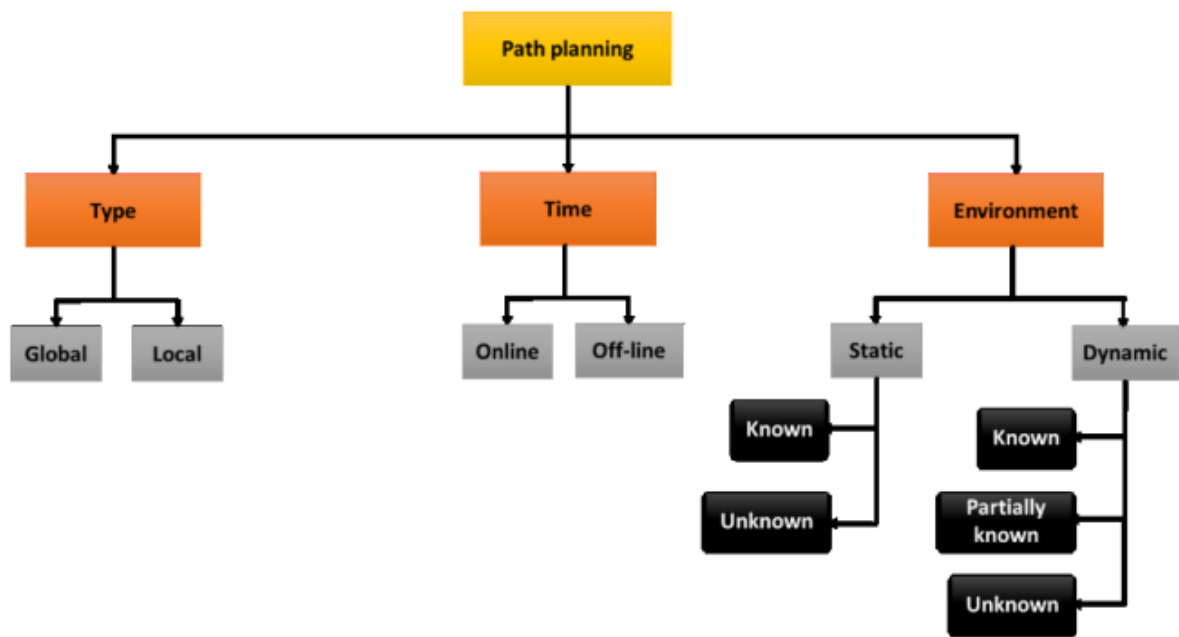 Path planning
Type
Time
Environment
Global
Local
Online
Off-line
Static
Dynamic
Known
Known
Unknown
Partially
known
Unknown